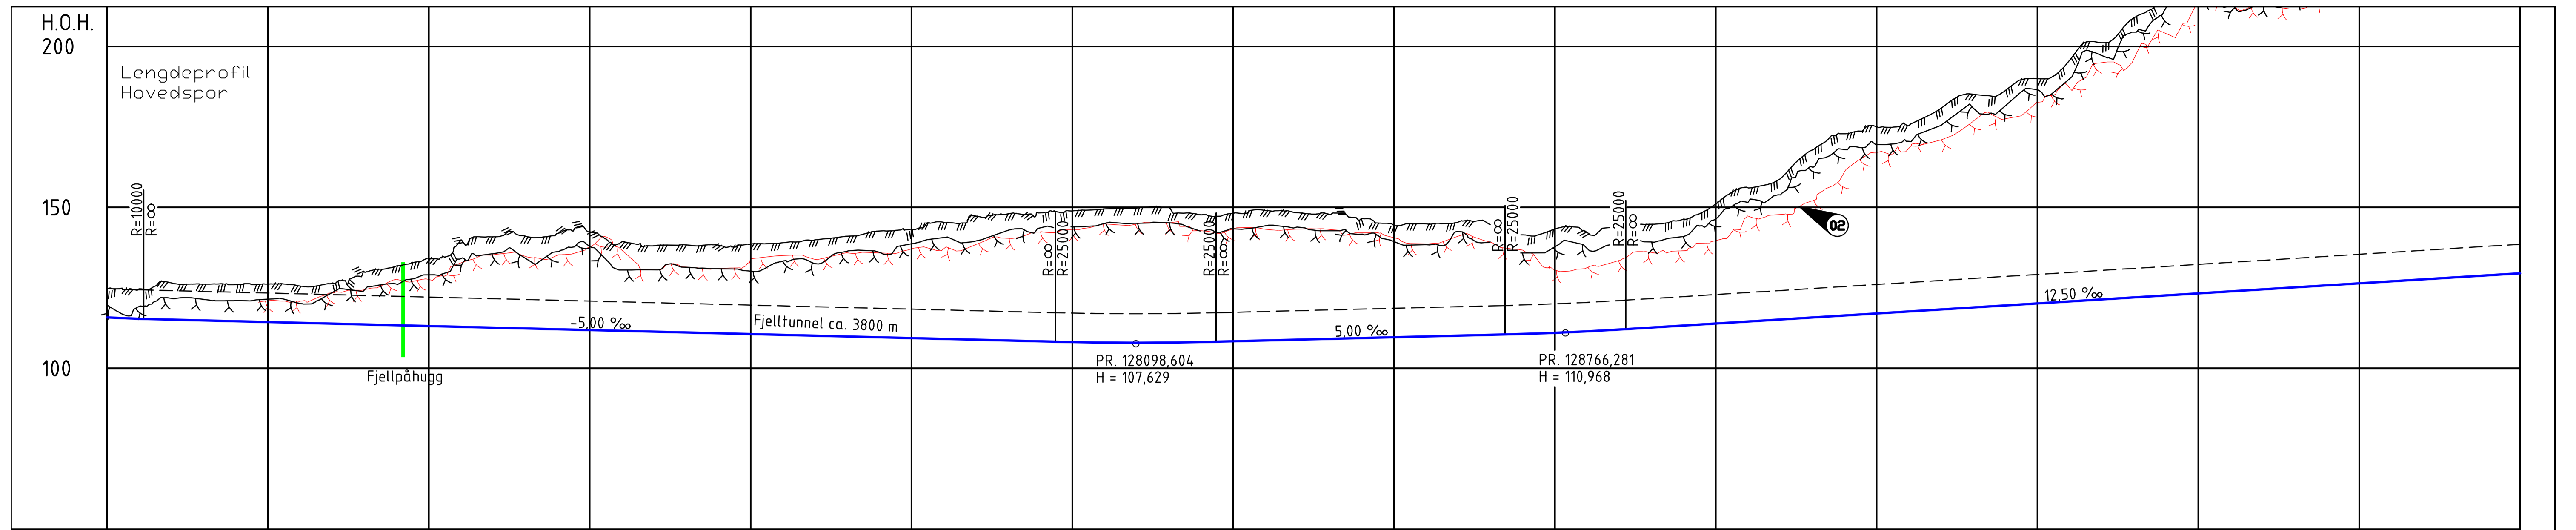 H.O.H.
200
Lengdeprofil
Hovedspor
150
R=10000
R=∞
R=∞
R=25000
R=25000
R=∞
R=∞
R=25000
R=25000
R=∞
02
12,50 ‰
-5,00 ‰
Fjelltunnel ca. 3800 m
5,00 ‰
100
Fjellpåhugg
PR. 128098,604
H = 107,629
PR. 128766,281
H = 110,968